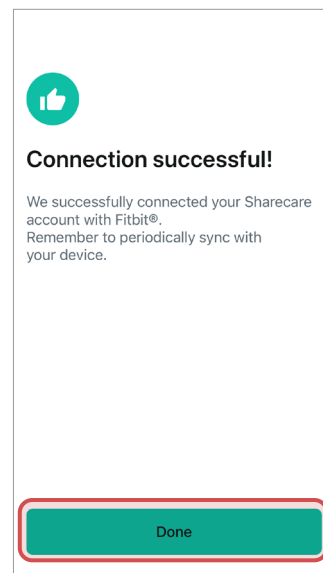 Connection successful!
We successfully connected your Sharecare
account with Fitbit®.
Remember to periodically sync with
your device.
Done